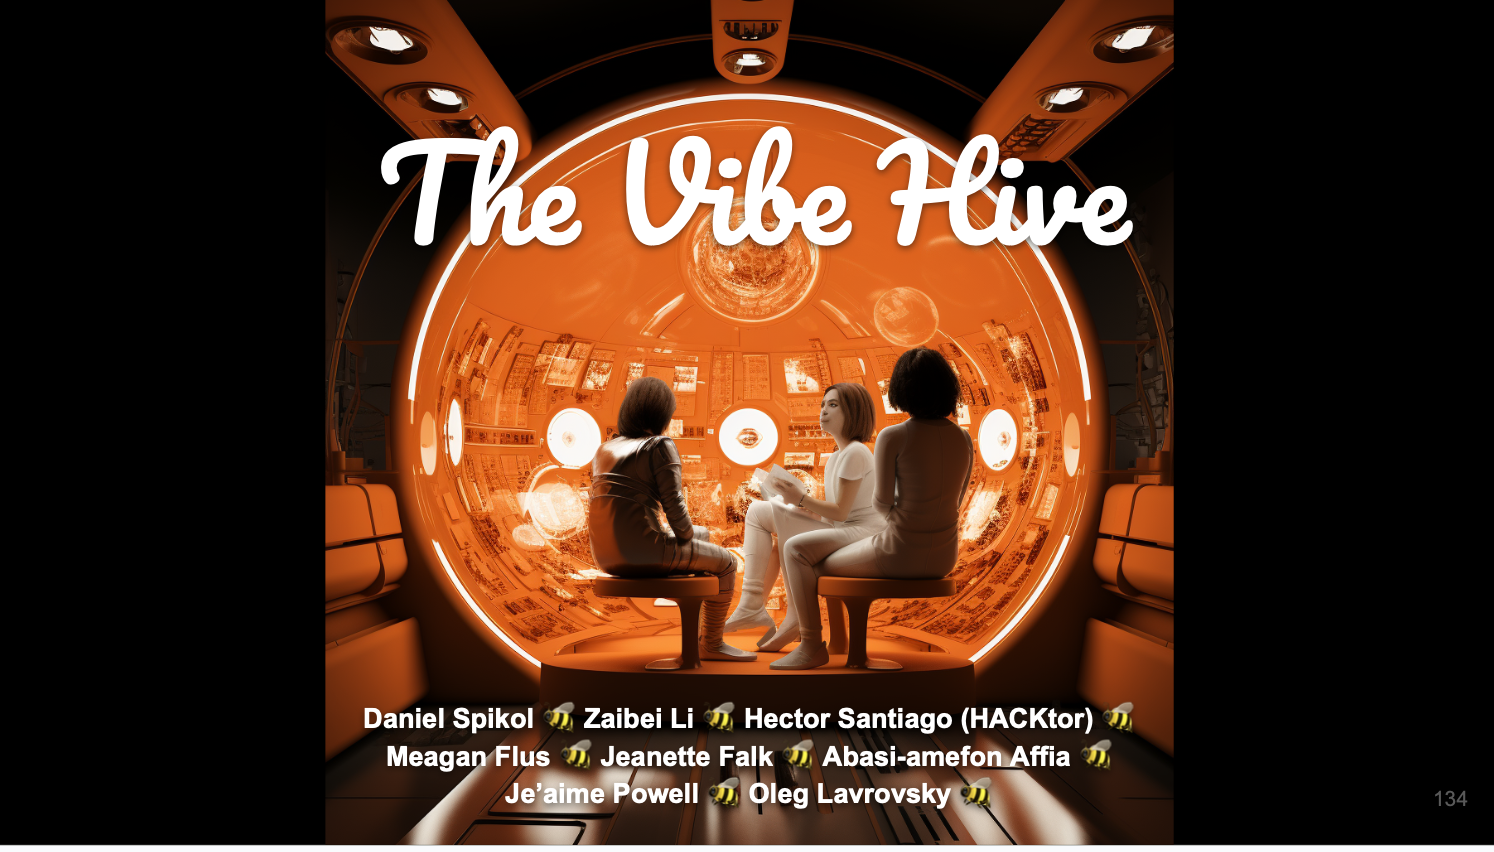 The Vibe Hive
Daniel Spikol 🐝 Zaibei Li 🐝 Hector Santiago (HACKtor) 🐝
Meagan Flus 🐝 Jeanette Falk 🐝 Abasi-amefon Affia 🐝
Je’aime Powell 🐝 Oleg Lavrovsky 🐝
134